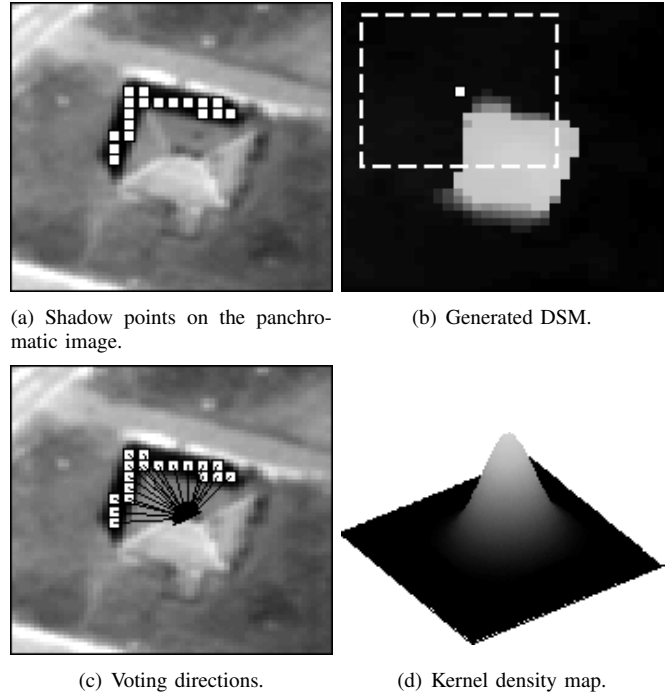 (a) Shadow points on the panchro-
matic image.
(b) Generated DSM.
(c) Voting directions.
(d) Kernel density map.